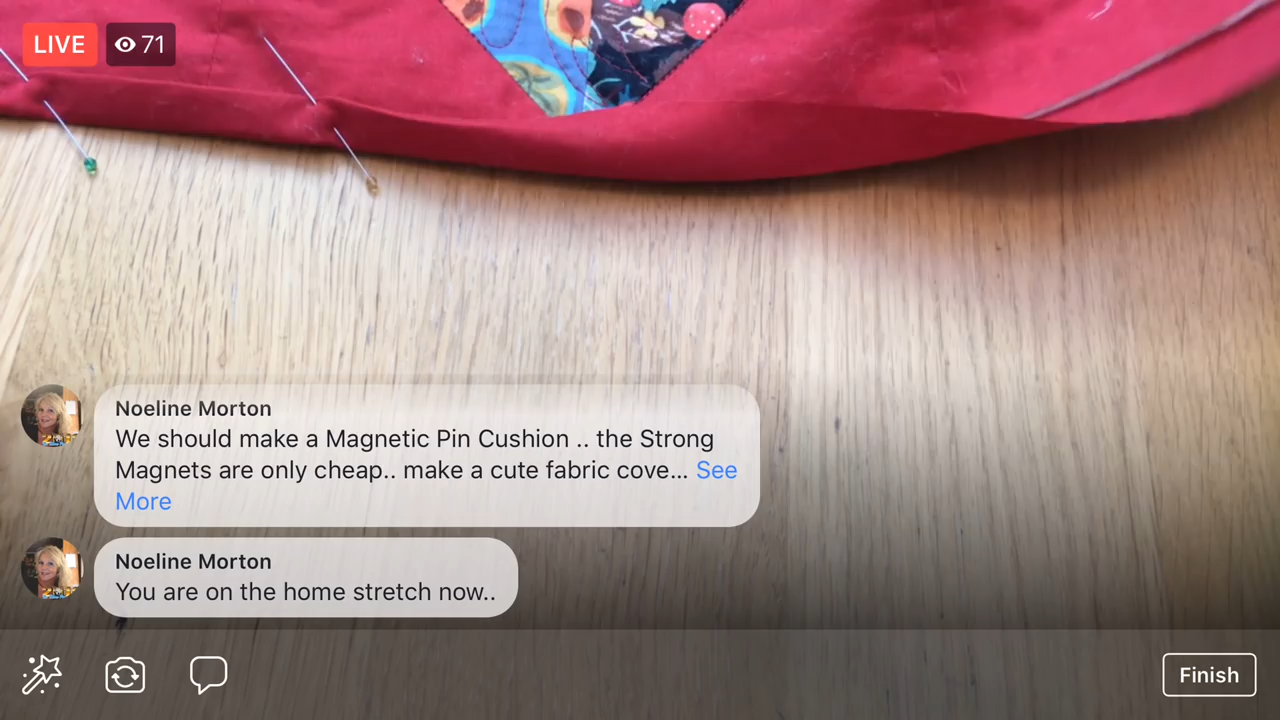 LIVE 71
Noeline Morton
We should make a Magnetic Pin Cushion .. the Strong
Magnets are only cheap.. make a cute fabric cove... See
More
Noeline Morton
You are on the home stretch now..
Finish